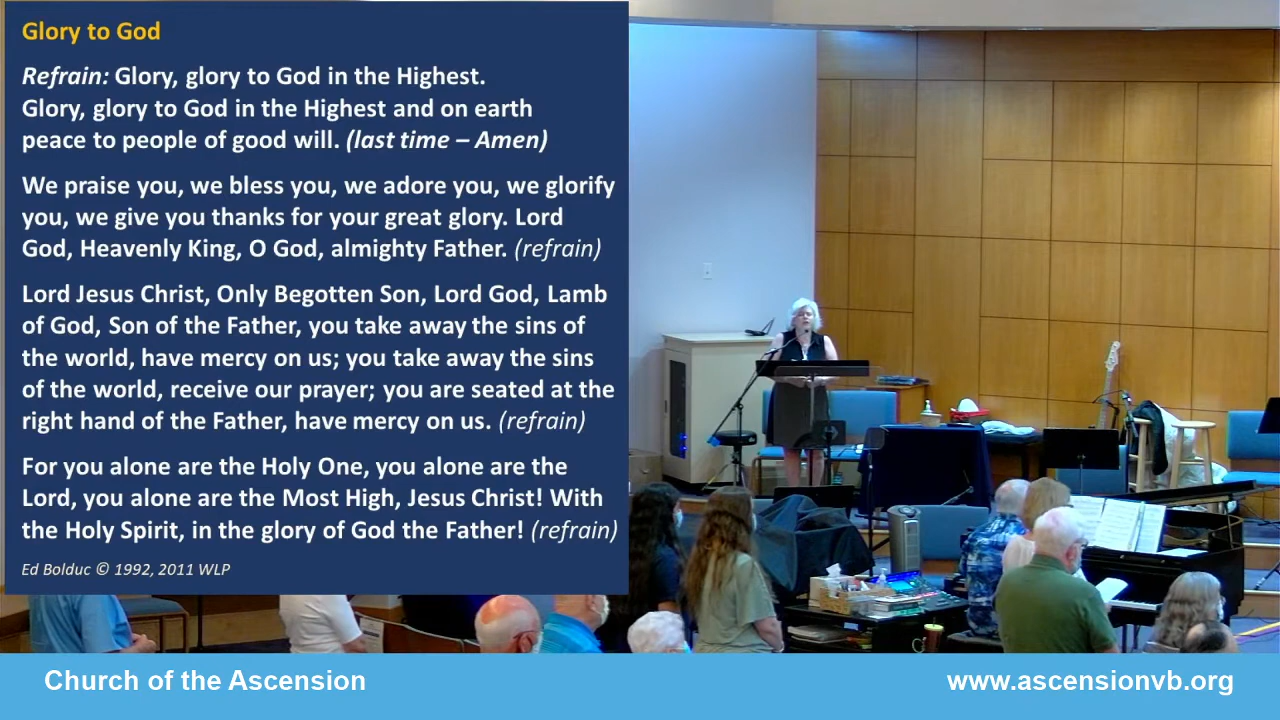 Glory to God
Refrain: Glory, glory to God in the Highest.
Glory, glory to God in the Highest and on earth
peace to people of good will. (last time – Amen)
We praise you, we bless you, we adore you, we glorify
you, we give you thanks for your great glory. Lord
God, Heavenly King, O God, almighty Father. (refrain)
Lord Jesus Christ, Only Begotten Son, Lord God, Lamb
of God, Son of the Father, you take away the sins of
the world, have mercy on us; you take away the sins
of the world, receive our prayer; you are seated at the
right hand of the Father, have mercy on us. (refrain)
For you alone are the Holy One, you alone are the
Lord, you alone are the Most High, Jesus Christ! With
the Holy Spirit, in the glory of God the Father! (refrain)
Ed Bolduc © 1992, 2011 WLP
Church of the Ascension
www.ascensionvb.org